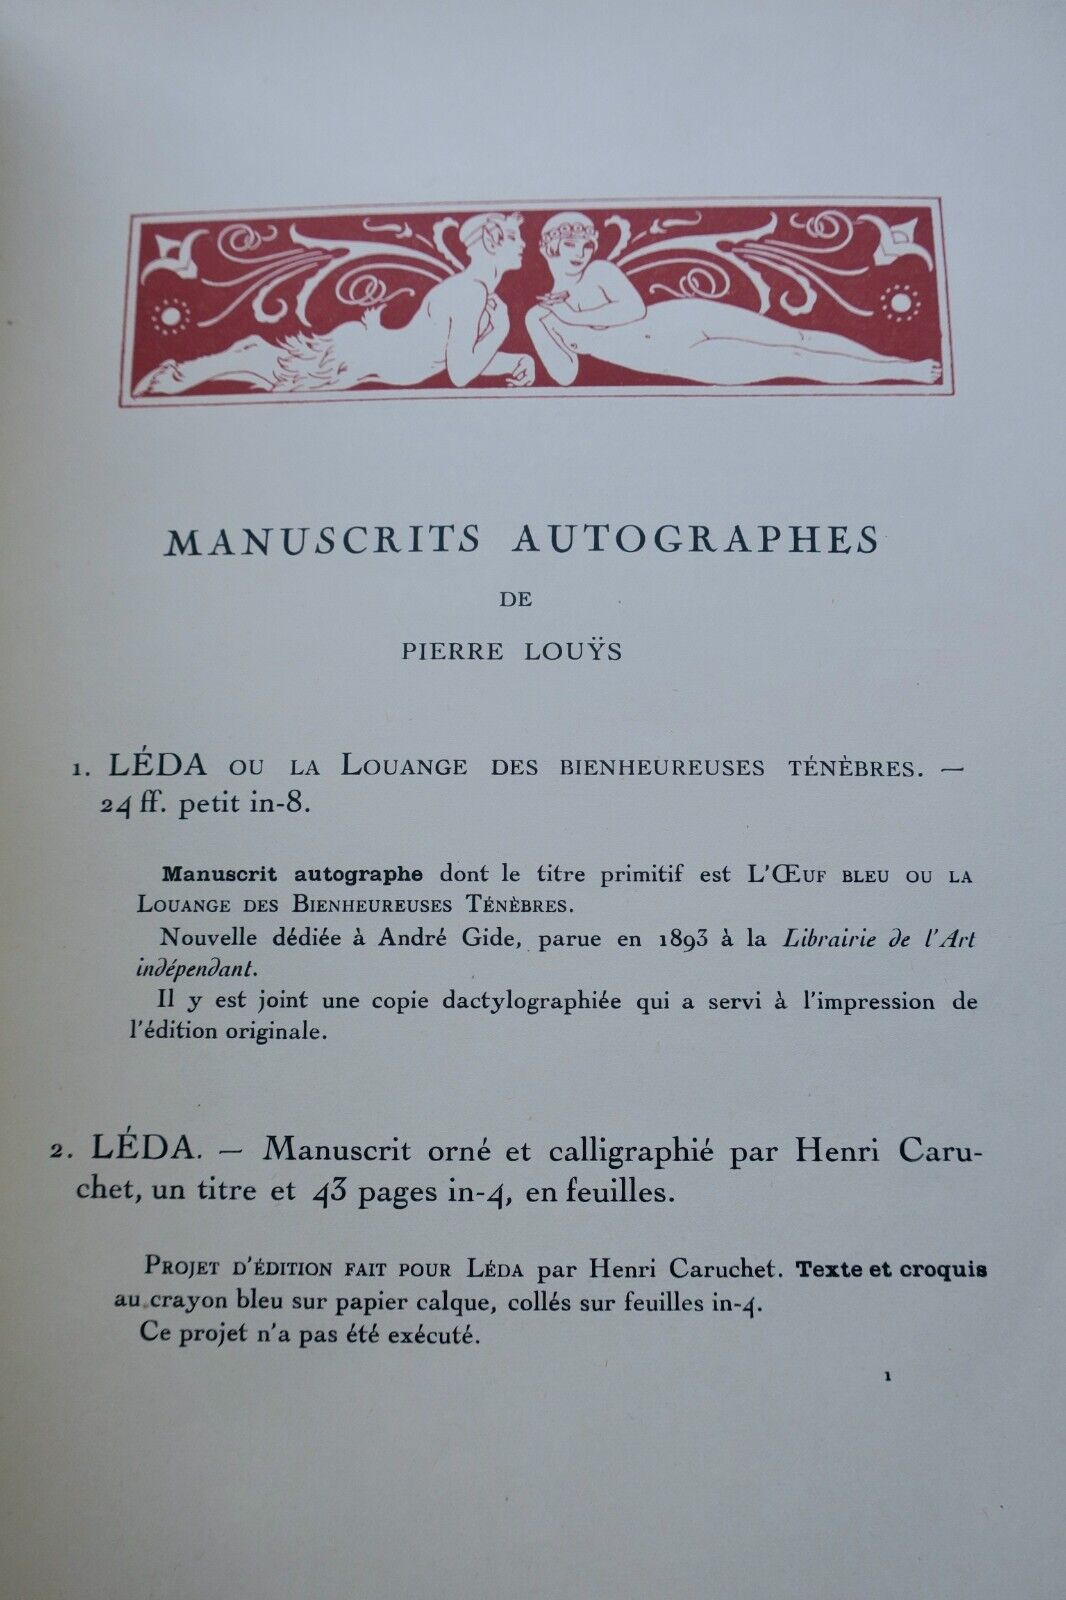 MANUSCRITS AUTOGRAPHES
DE
PIERRE LOUŸS
1. LÉDA OU LA LOUANGE DES BIENHEUREUSES TÉNÈBRES. —
24 ff. petit in-8.
Manuscrit autographe dont le titre primitif est L'ŒUF BLEU OU LA
LOUANGE DES BIENHEUREUSES TÉNÈBRES.
Nouvelle dédiée à André Gide, parue en 1893 à la Librairie de l'Art
indépendant.
Il y est joint une copie dactylographiée qui a servi à l'impression de
l'édition originale.
2. LÉDA. — Manuscrit orné et calligraphié par Henri Caru-
chet, un titre et 43 pages in-4, en feuilles.
PROJET D'ÉDITION FAIT POUR LÉDA par Henri Caruchet. Texte et croquis
au crayon bleu sur papier calque, collés sur feuilles in-4.
Ce projet n'a pas été exécuté.
1